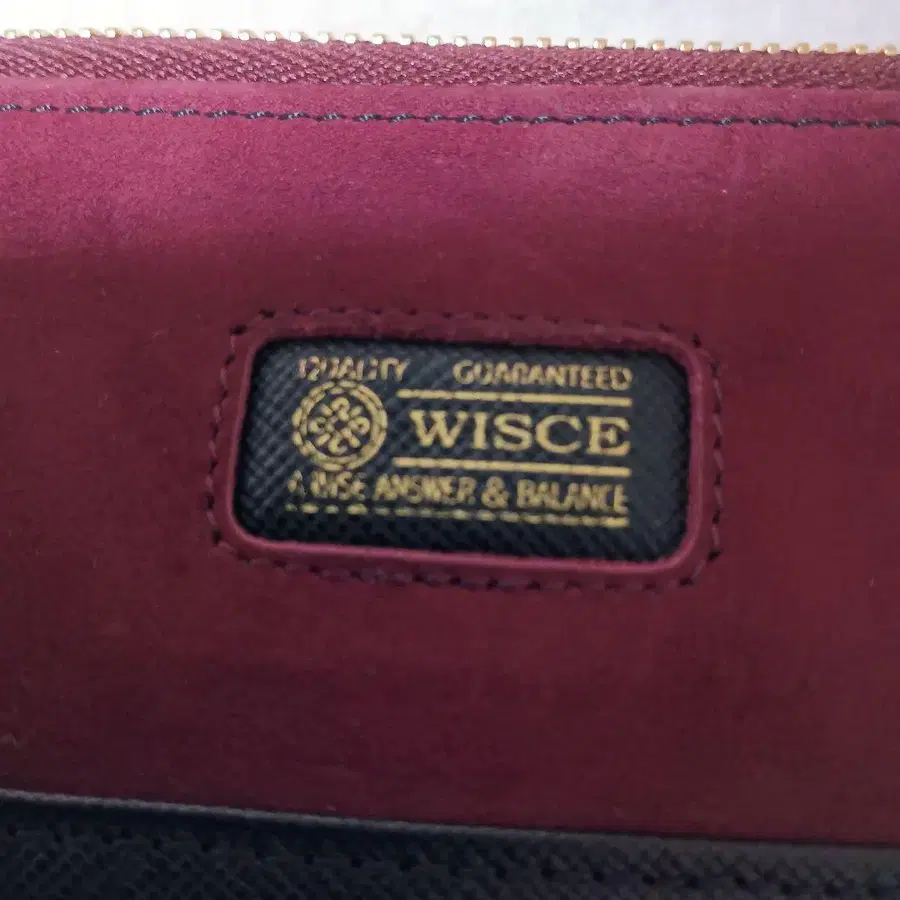 QUALITY GUARANTEED
WISCE
A WISE ANSWER & BALANCE